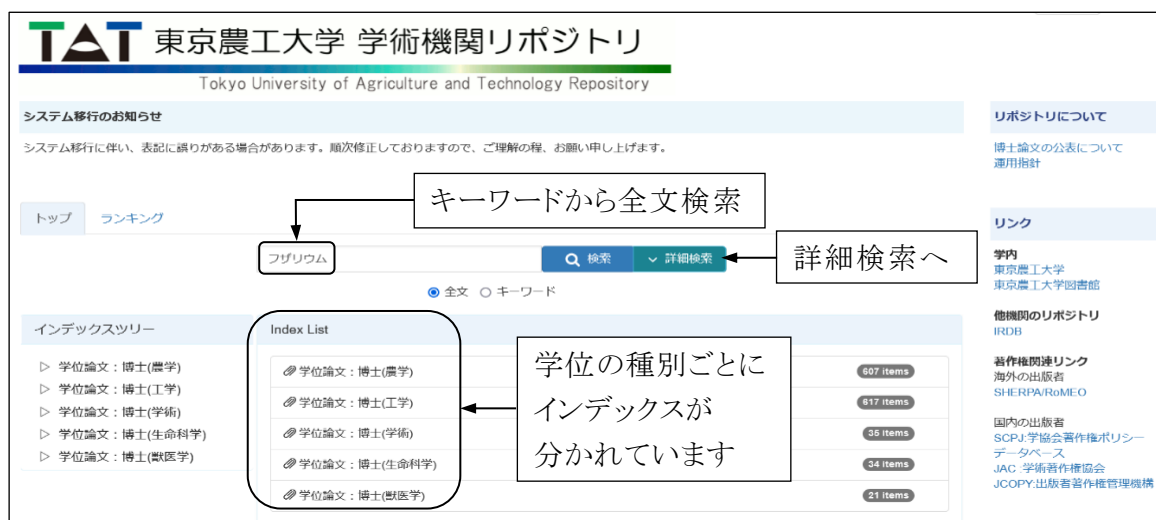 TAT 東京農工大学 学術機関リポジトリ
Tokyo University of Agriculture and Technology Repository
システム移行のお知らせ
システム移行に伴い、表記に誤りがある場合があります。順次修正しておりますので、ご理解の程、お願い申し上げます。
トップ ランキング
キーワードから全文検索
フザリウム
検索
詳細検索
詳細検索へ
全文 キーワード
インデックスツリー
▷ 学位論文：博士(農学)
▷ 学位論文：博士(工学)
▷ 学位論文：博士(学術)
▷ 学位論文：博士(生命科学)
▷ 学位論文：博士(獣医学)
Index List
学位論文：博士(農学) 607 items
学位論文：博士(工学) 617 items
学位論文：博士(学術) 35 items
学位論文：博士(生命科学) 34 items
学位論文：博士(獣医学) 21 items
学位の種別ごとに
インデックスが
分かれています
リポジトリについて
博士論文の公表について
運用指針
リンク
学内
東京農工大学
東京農工大学図書館
他機関のリポジトリ
IRDB
著作権関連リンク
海外の出版者
SHERPA/RoMEO
国内の出版者
SCPJ:学協会著作権ポリシー
データベース
JAC :学術著作権協会
JCOPY:出版者著作権管理機構